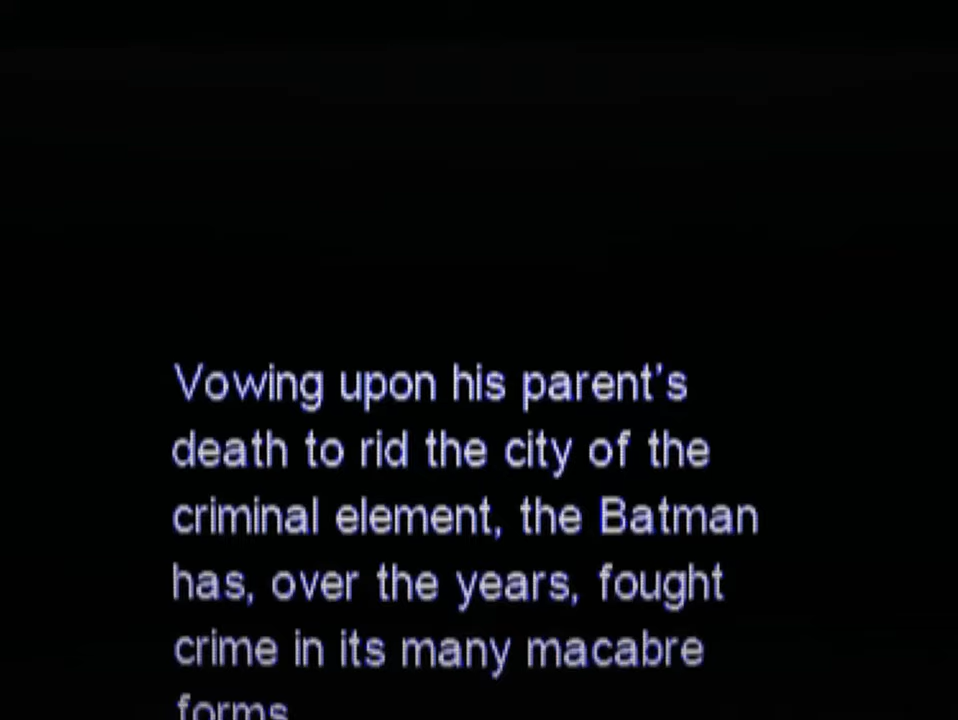 Vowing upon his parent's
death to rid the city of the
criminal element, the Batman
has, over the years, fought
crime in its many macabre
forms